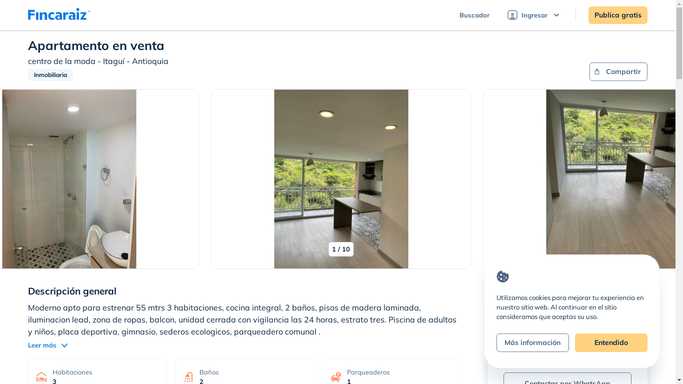 Fincaraiz
Buscador
Ingresar
Publica gratis
Apartamento en venta
centro de la moda - Itaguí - Antioquia
Inmobiliaria
Compartir
1 / 10
Descripción general
Moderno apto para estrenar 55 mtrs 3 habitaciones, cocina integral, 2 baños, pisos de madera laminada,
iluminacion lead, zona de ropas, balcon, unidad cerrada con vigilancia las 24 horas, estrato tres. Piscina de adultos
y niños, placa deportiva, gimnasio, sederos ecologicos, parqueadero comunal .
Leer más
Habitaciones
3
Baños
2
Parqueaderos
1
Utilizamos cookies para mejorar tu experiencia en
nuestro sitio web. Al continuar en el sitio
consideramos que aceptas su uso.
Más información
Entendido
Contactar por WhatsApp